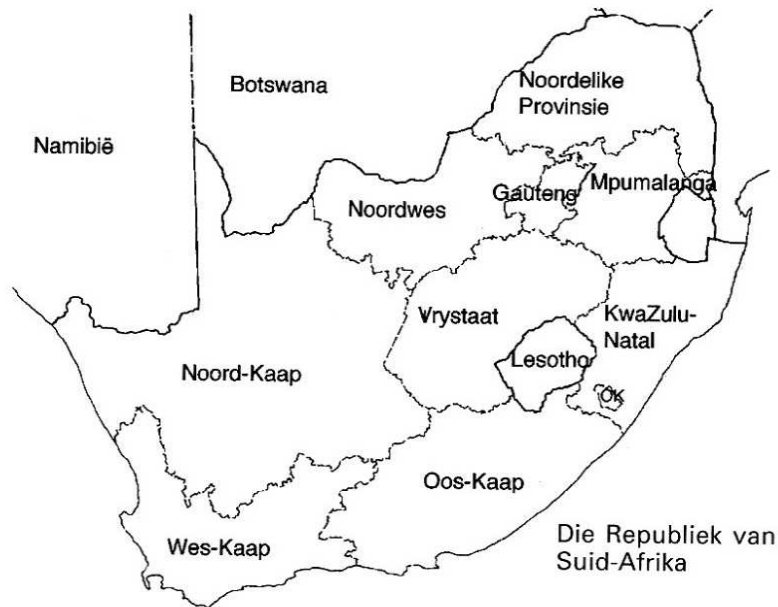 Botswana
Noordelike
Provinsie
Namibië
Gauteng
Mpumalanga
Noordwes
Vrystaat
KwaZulu-
Natal
Lesotho
Noord-Kaap
OK
Oos-Kaap
Wes-Kaap
Die Republiek van
Suid-Afrika